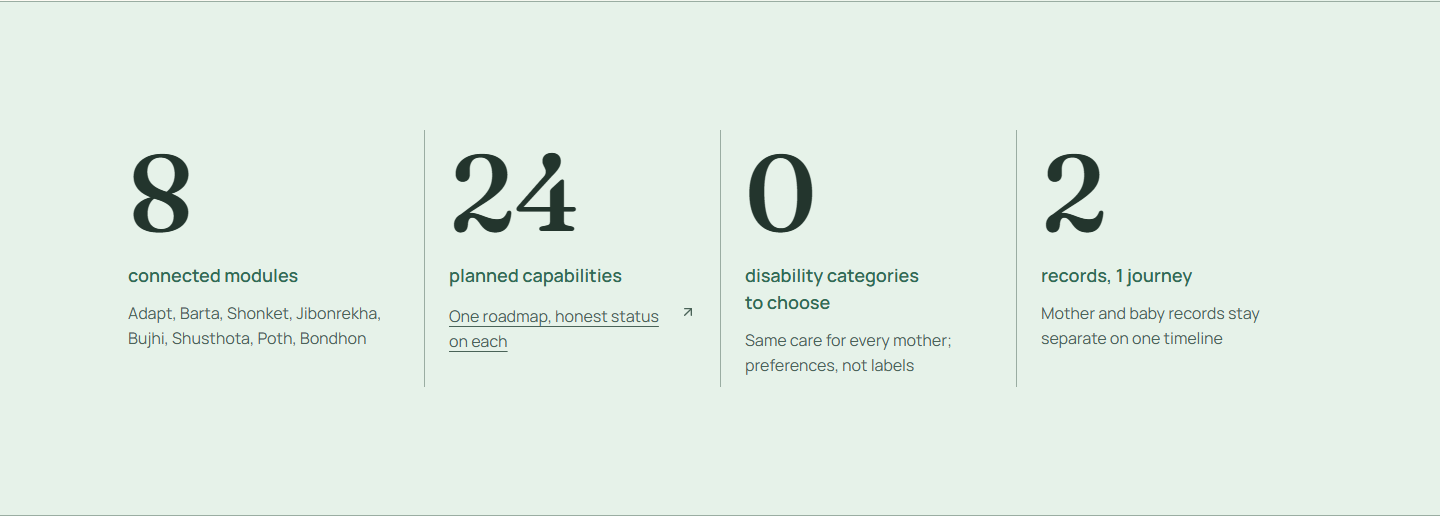 8
connected modules
Adapt, Barta, Shonket, Jibonrekha,
Bujhi, Shusthota, Poth, Bondhon
24
planned capabilities
One roadmap, honest status
on each
0
disability categories
to choose
Same care for every mother;
preferences, not labels
2
records, 1 journey
Mother and baby records stay
separate on one timeline